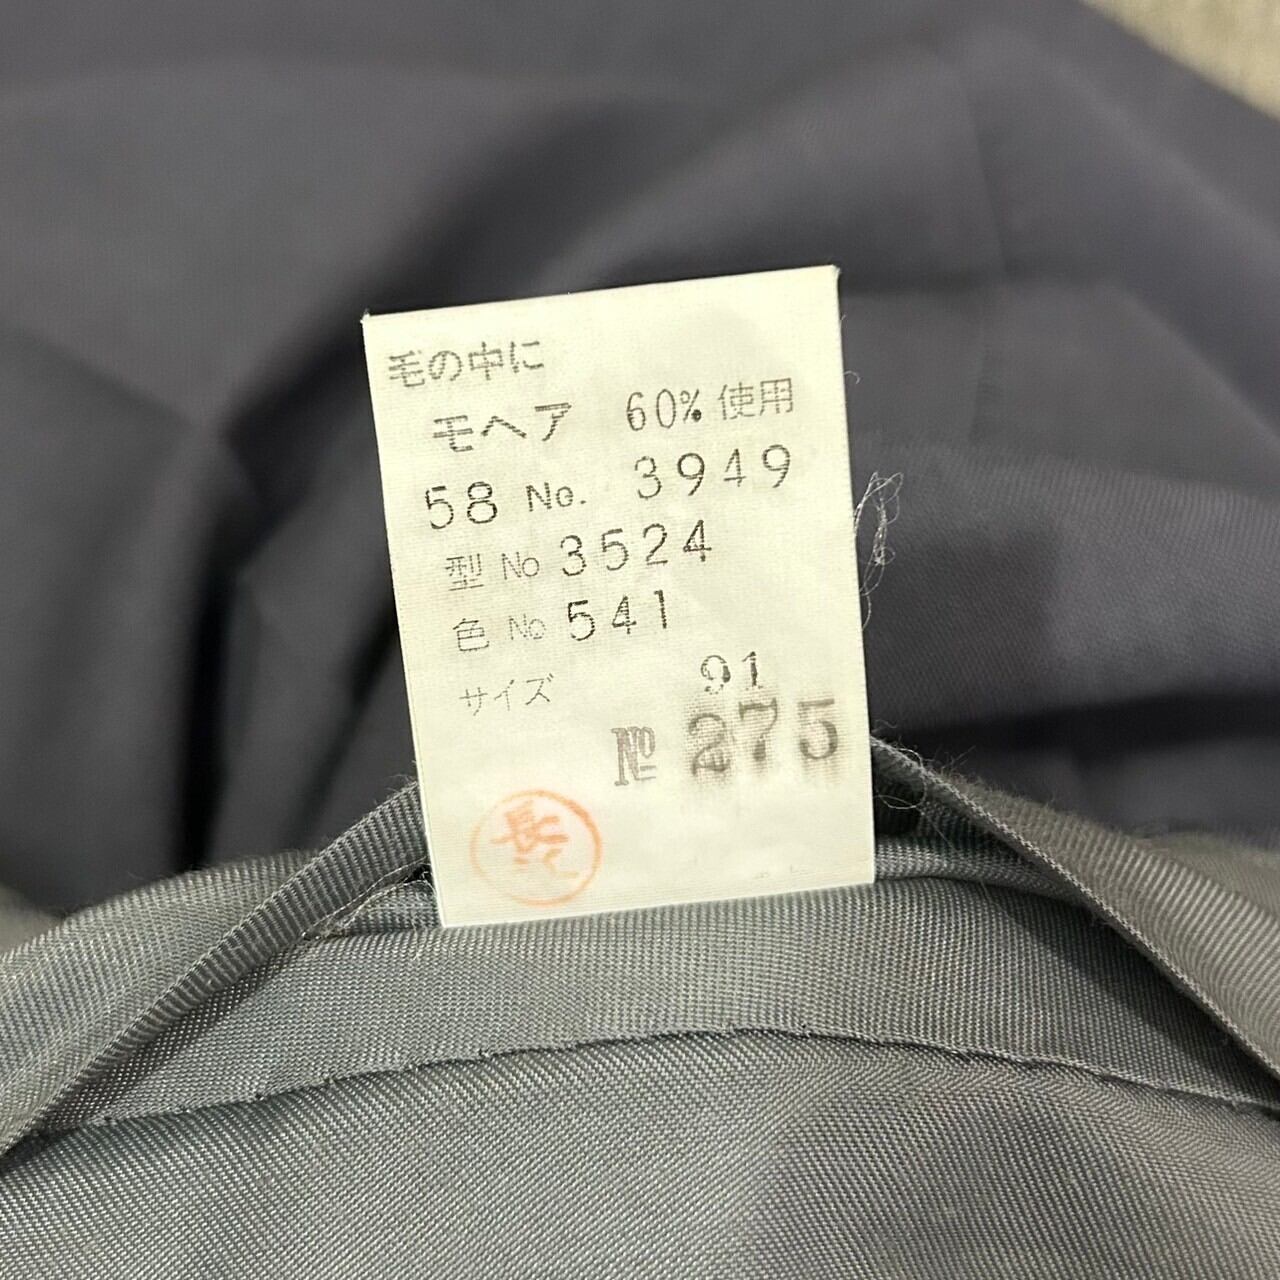 毛の中に
モヘア 60%使用
58 No. 3949
型 No 3524
色 No 541
サイズ 91
№ 275
長